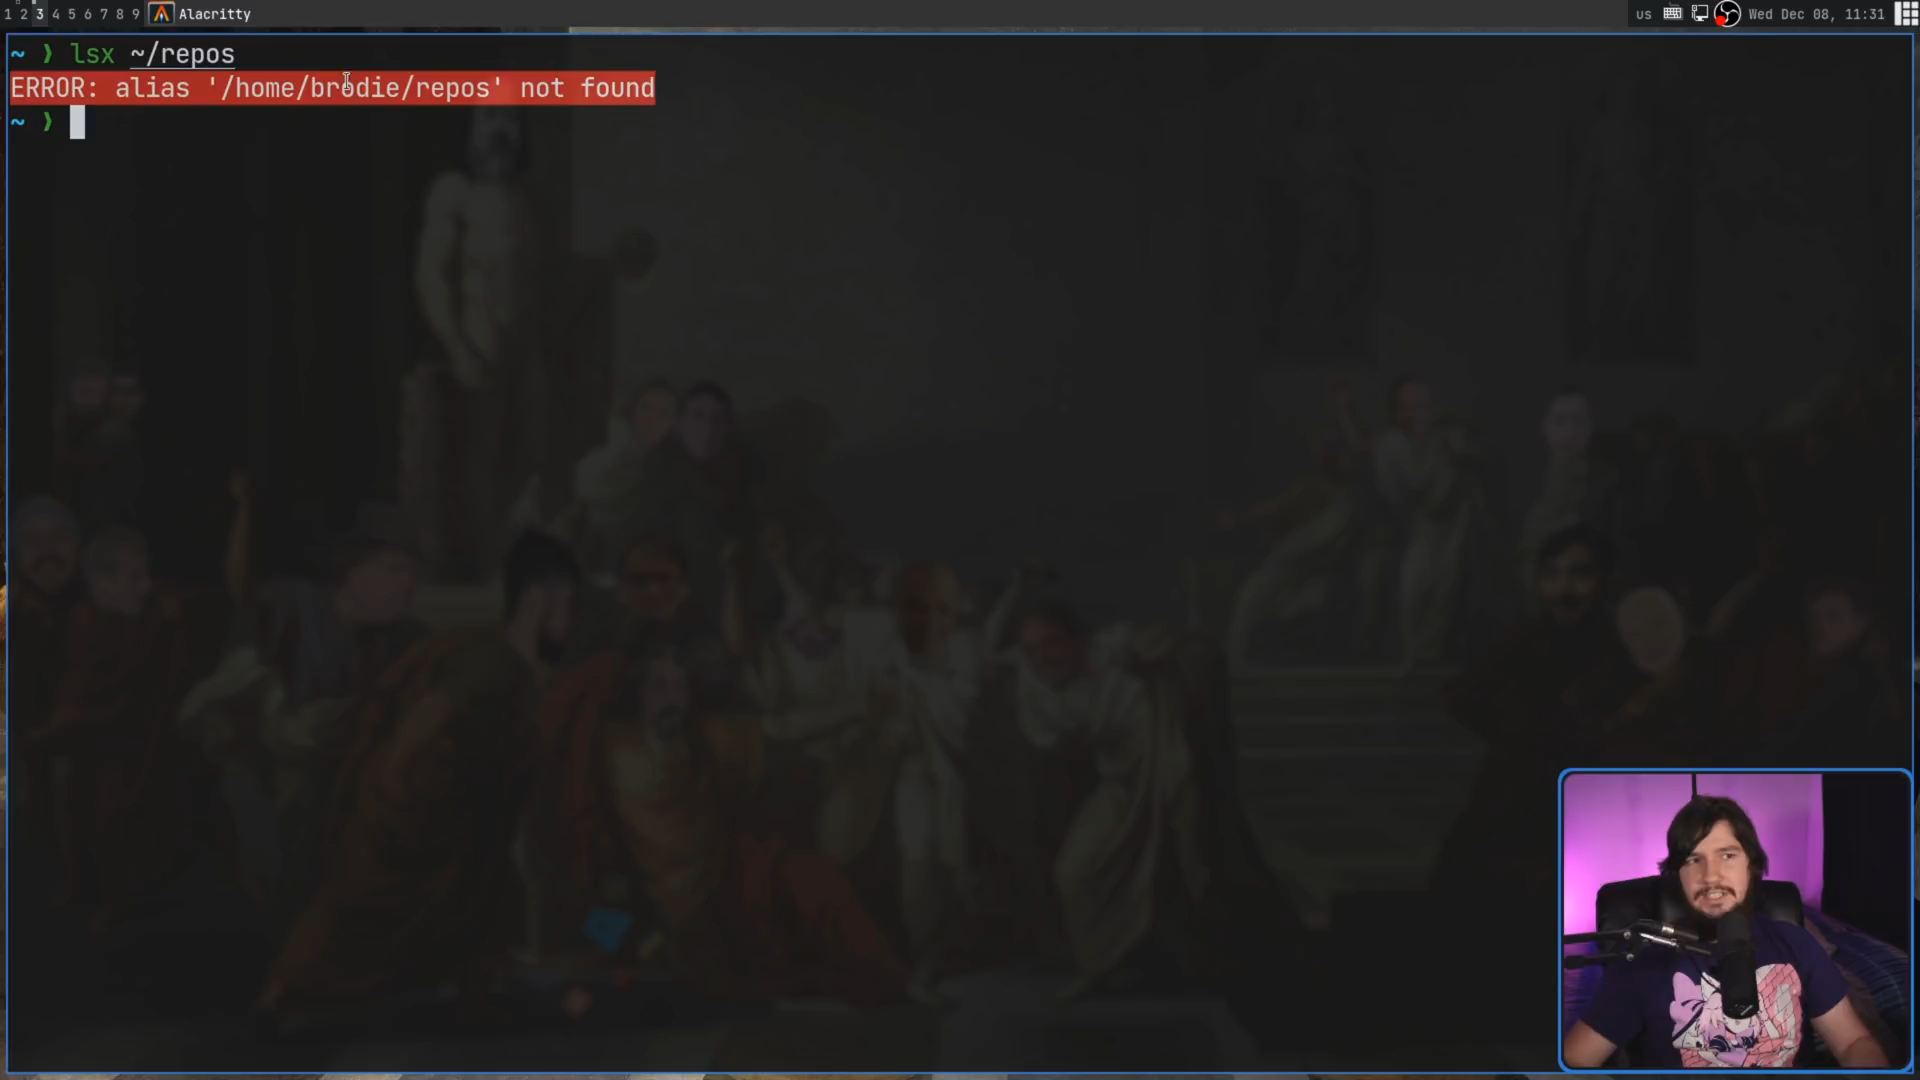 1 2 3 4 5 6 7 8 9 Alacritty us Wed Dec 08, 11:31
~ ❯ lsx ~/repos
ERROR: alias '/home/brodie/repos' not found
~ ❯